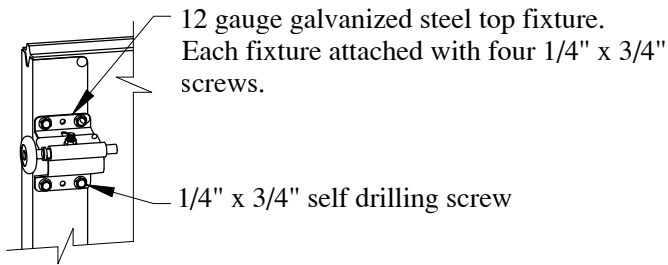 12 gauge galvanized steel top fixture.
Each fixture attached with four 1/4" x 3/4"
screws.
1/4" x 3/4" self drilling screw